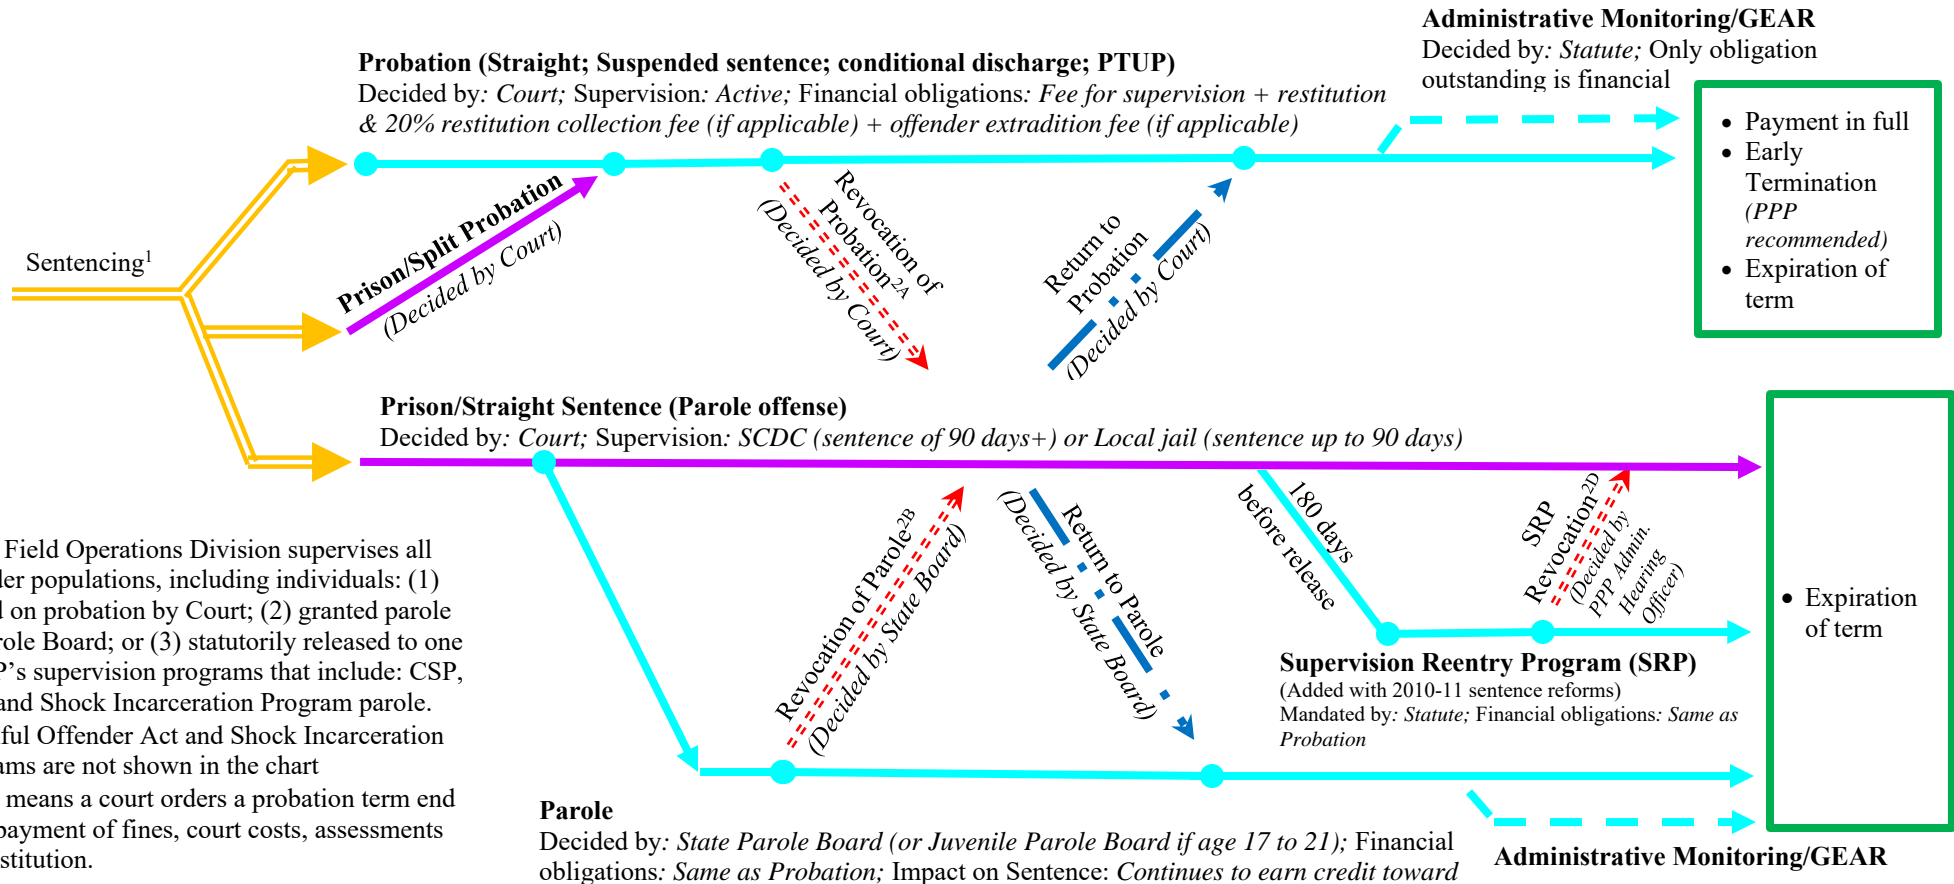 Administrative Monitoring/GEAR
Decided by: Statute; Only obligation
outstanding is financial
Probation (Straight; Suspended sentence; conditional discharge; PTUP)
Decided by: Court; Supervision: Active; Financial obligations: Fee for supervision + restitution
& 20% restitution collection fee (if applicable) + offender extradition fee (if applicable)
• Payment in full
• Early
Termination
(PPP
recommended)
• Expiration of
term
Sentencing1
Prison/Split Probation
(Decided by Court)
Revocation of
Probation2A
(Decided by Court)
Return to
Probation
(Decided by Court)
Prison/Straight Sentence (Parole offense)
Decided by: Court; Supervision: SCDC (sentence of 90 days+) or Local jail (sentence up to 90 days)
Revocation of Parole2B
(Decided by State Board)
Return to Parole
(Decided by State Board)
180 days
before release
SRP
Revocation2D
(Decided by
PPP Admin.
Hearing
Officer)
• Expiration
of term
Supervision Reentry Program (SRP)
(Added with 2010-11 sentence reforms)
Mandated by: Statute; Financial obligations: Same as
Probation
Field Operations Division supervises all
der populations, including individuals: (1)
d on probation by Court; (2) granted parole
role Board; or (3) statutorily released to one
P’s supervision programs that include: CSP,
and Shock Incarceration Program parole.
ful Offender Act and Shock Incarceration
ams are not shown in the chart
means a court orders a probation term end
payment of fines, court costs, assessments
stitution.
Parole
Decided by: State Parole Board (or Juvenile Parole Board if age 17 to 21); Financial
obligations: Same as Probation; Impact on Sentence: Continues to earn credit toward
Administrative Monitoring/GEAR